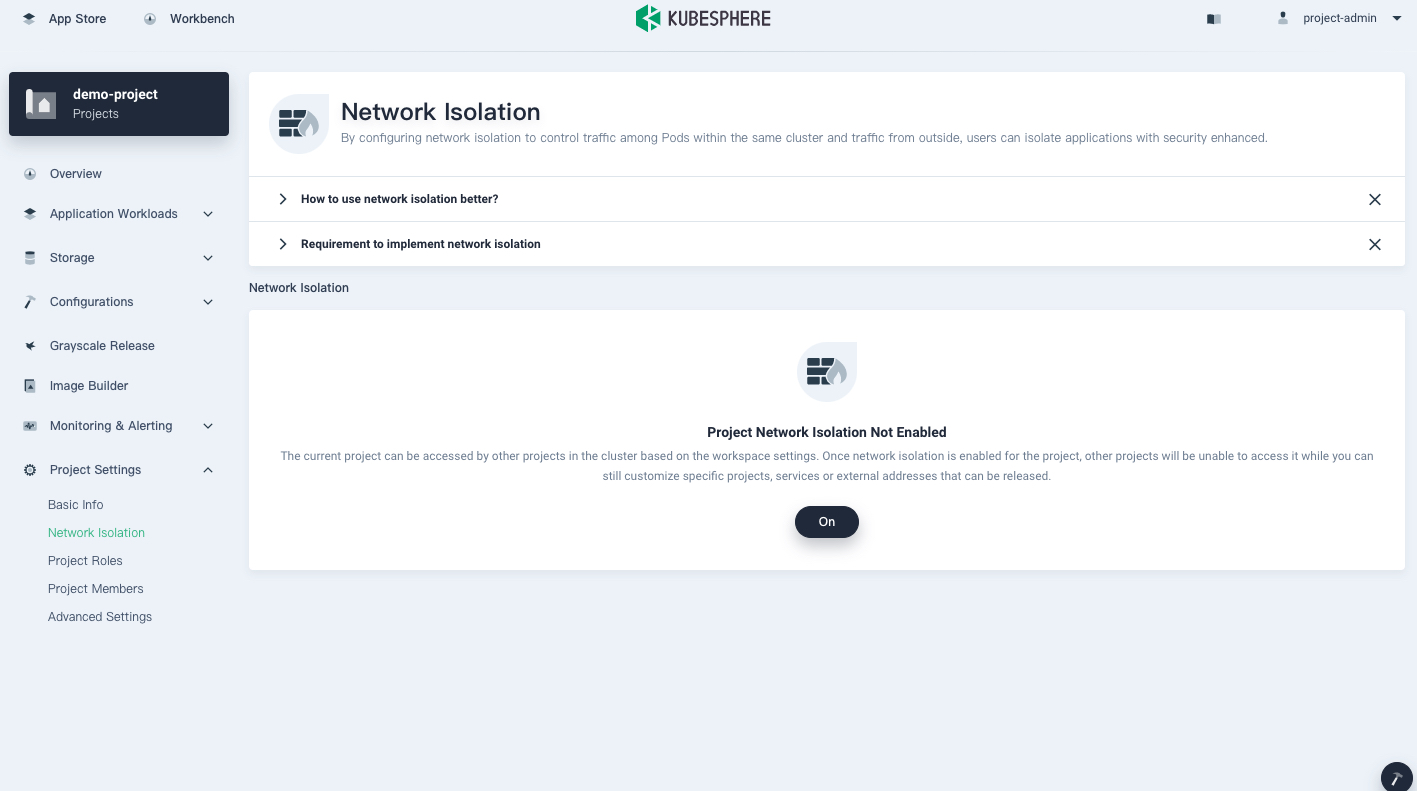 App Store
Workbench
KUBESPHERE
project-admin
demo-project
Projects
Overview
Application Workloads
Storage
Configurations
Grayscale Release
Image Builder
Monitoring & Alerting
Project Settings
Basic Info
Network Isolation
Project Roles
Project Members
Advanced Settings
Network Isolation
By configuring network isolation to control traffic among Pods within the same cluster and traffic from outside, users can isolate applications with security enhanced.
How to use network isolation better?
Requirement to implement network isolation
Network Isolation
Project Network Isolation Not Enabled
The current project can be accessed by other projects in the cluster based on the workspace settings. Once network isolation is enabled for the project, other projects will be unable to access it while you can
still customize specific projects, services or external addresses that can be released.
On